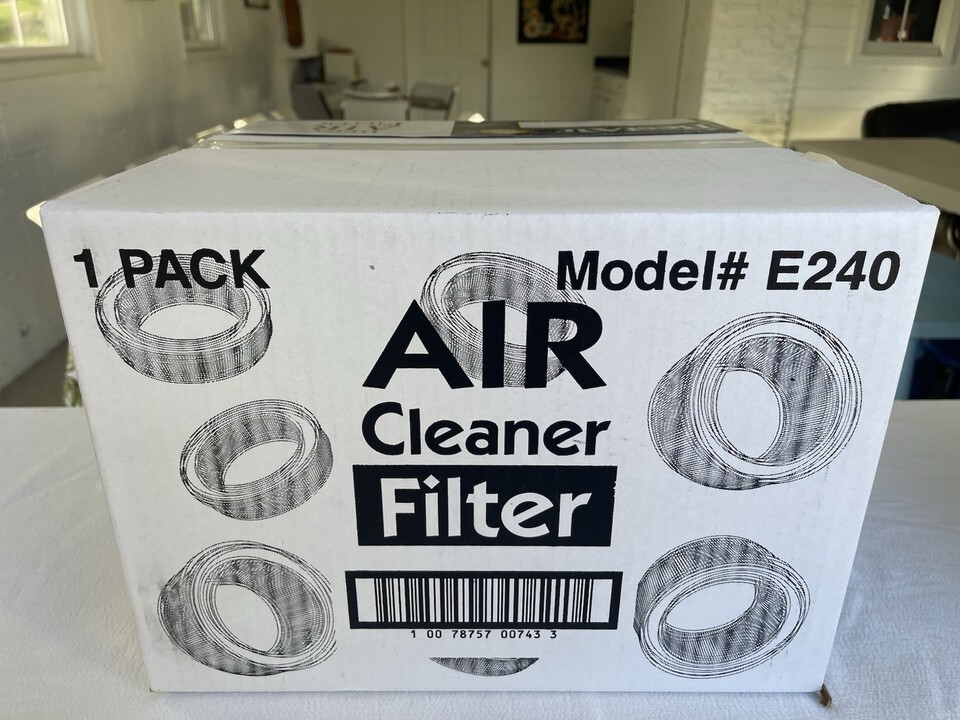 1 PACK
Model# E240
AIR
Cleaner
Filter
1 00 78757 00743 3